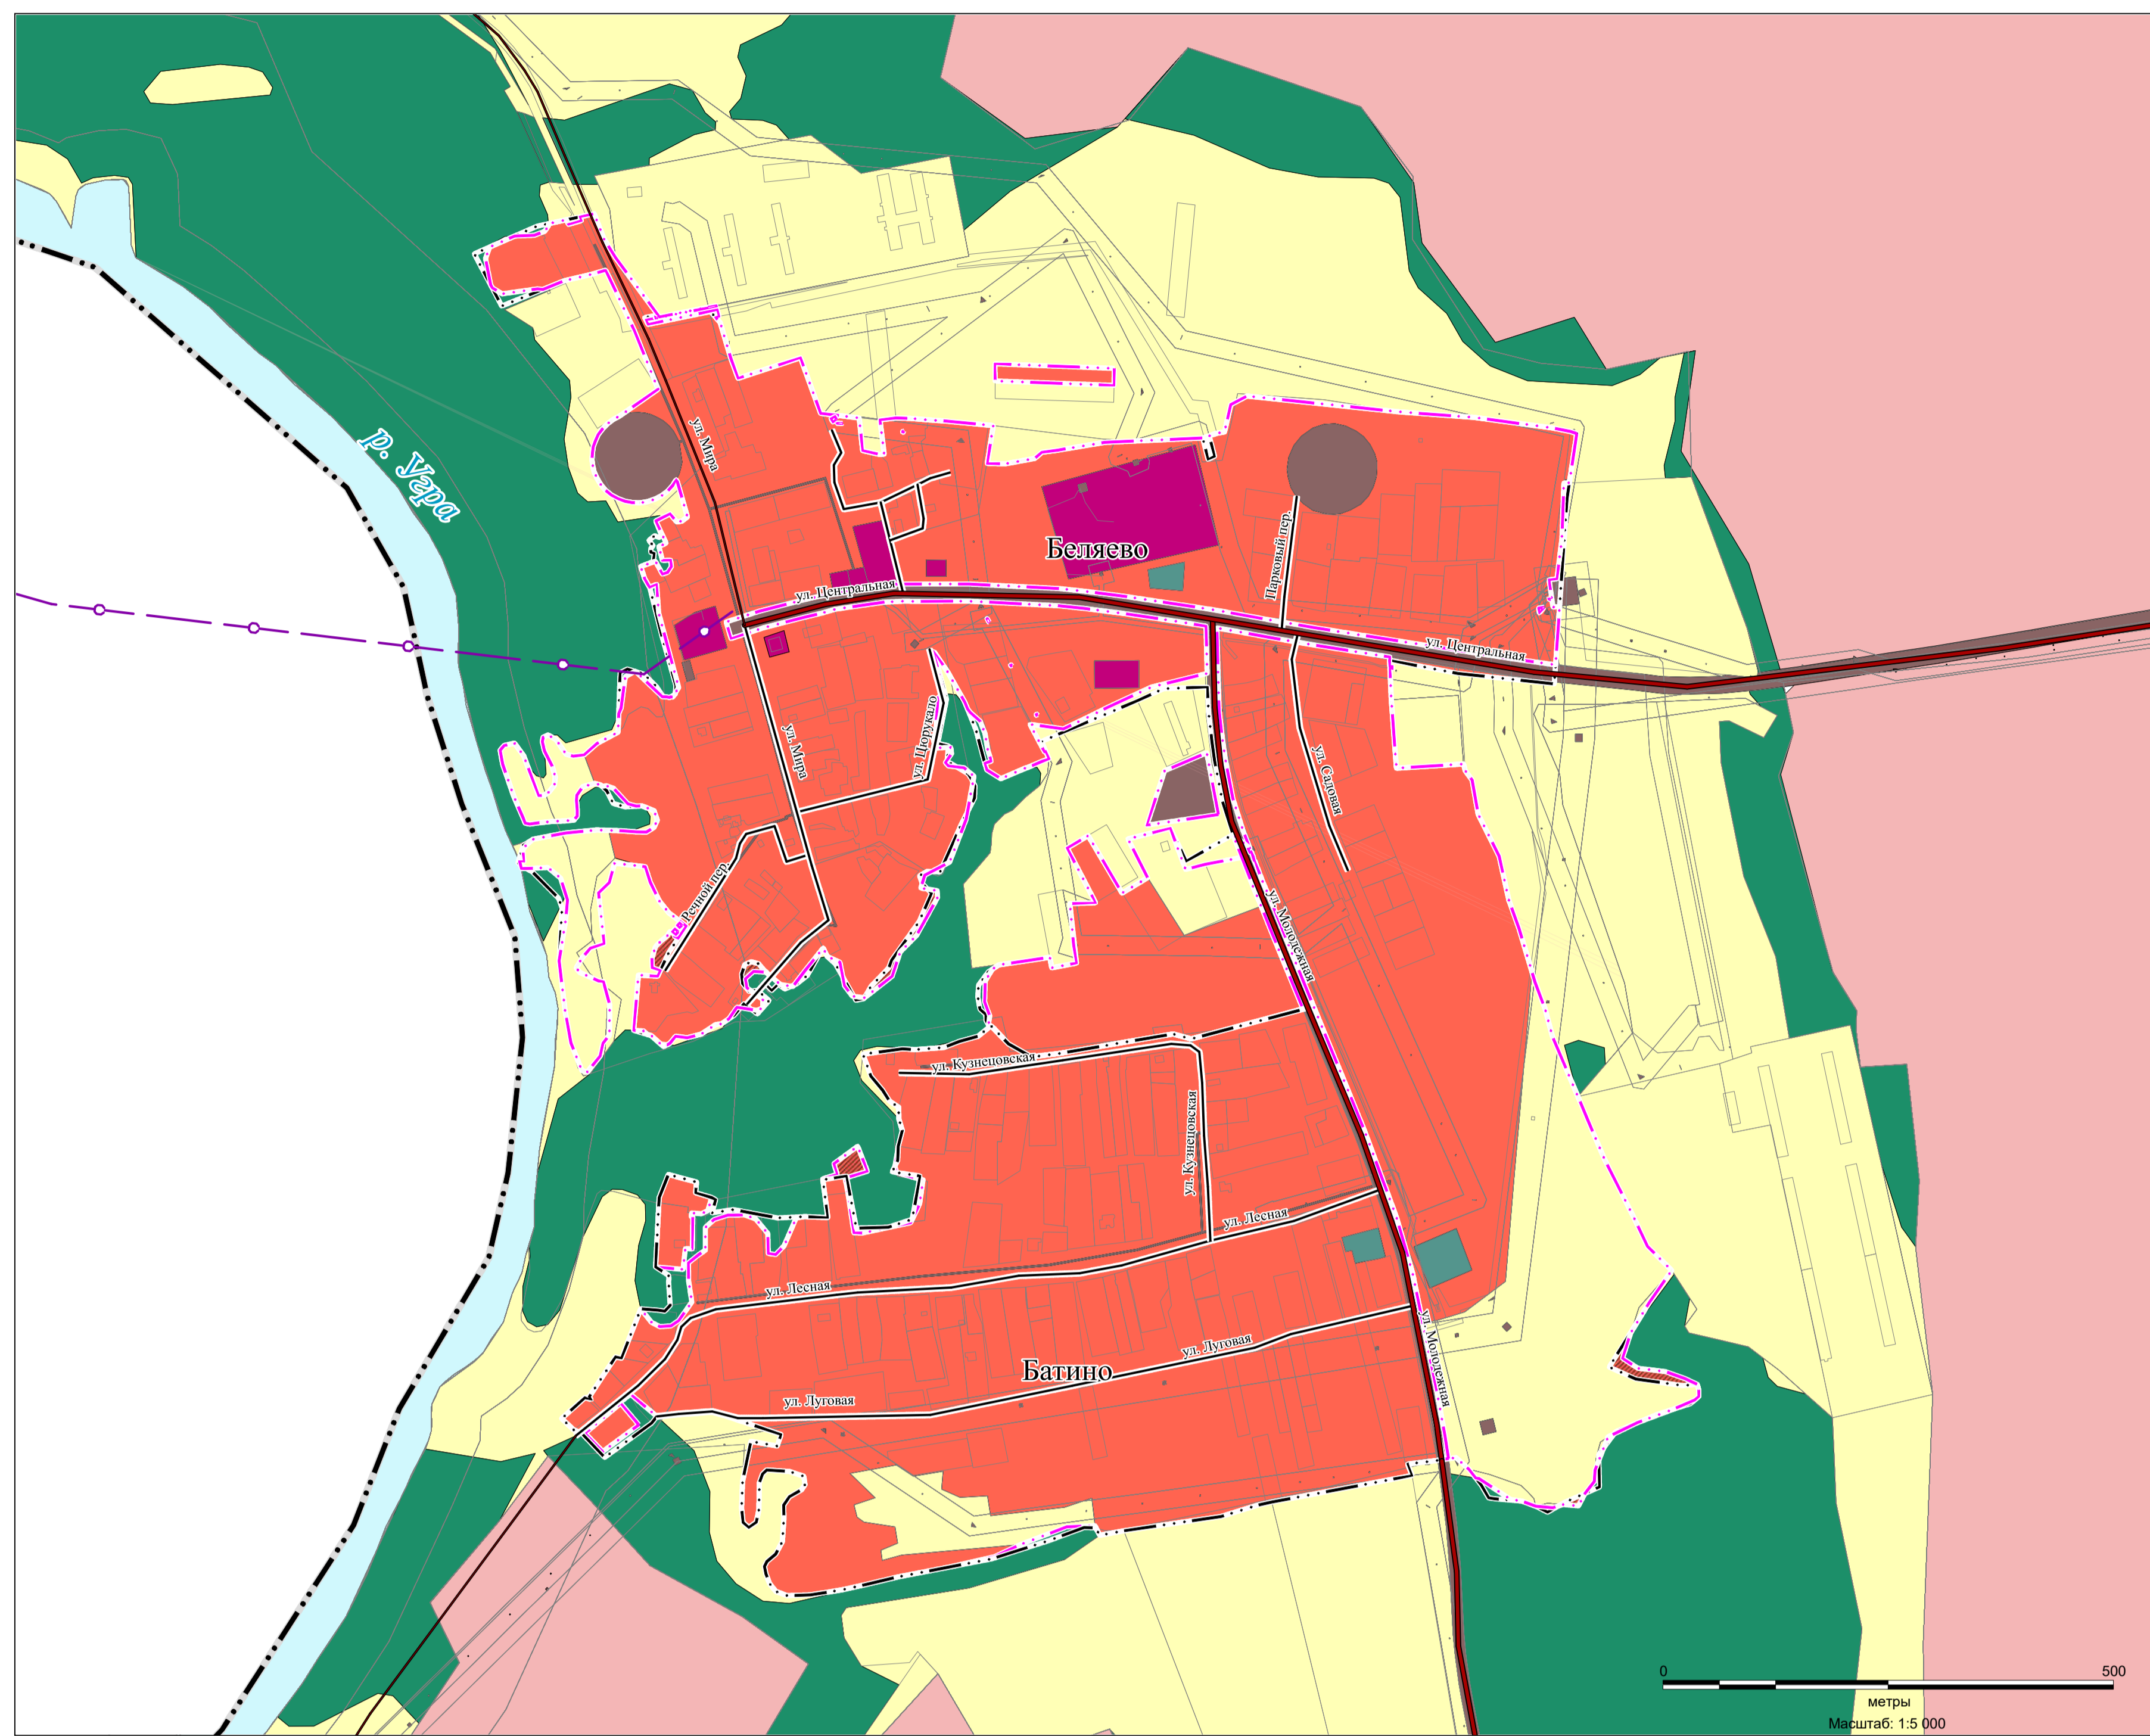 ул. Мира
р. Угра
Беляево
Парковый пер.
ул. Центральная
ул. Центральная
ул. Мира
ул. Цорукало
ул. Садовая
Речной пер.
ул. Молодежная
ул. Кузнецовская
ул. Кузнецовская
ул. Лесная
ул. Лесная
ул. Молодежная
ул. Луговая
Батино
ул. Луговая
0 500
метры
Масштаб: 1:5 000